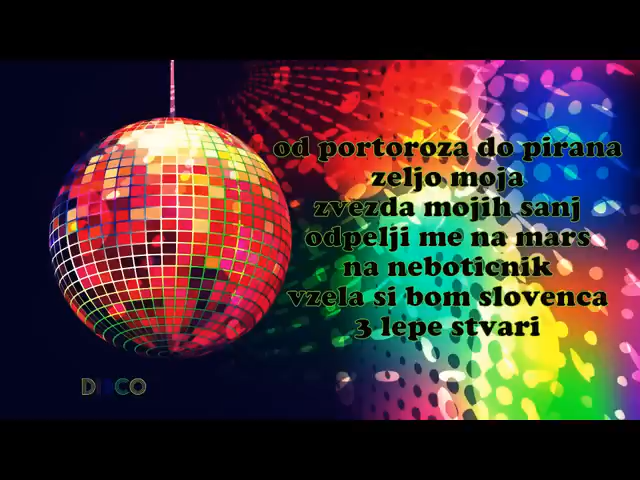 od portoroza do pirana
zeljo moja
zvezda mojih sanj
odpelji me na mars
na neboticnik
vzela si bom slovenca
3 lepe stvari
DISCO